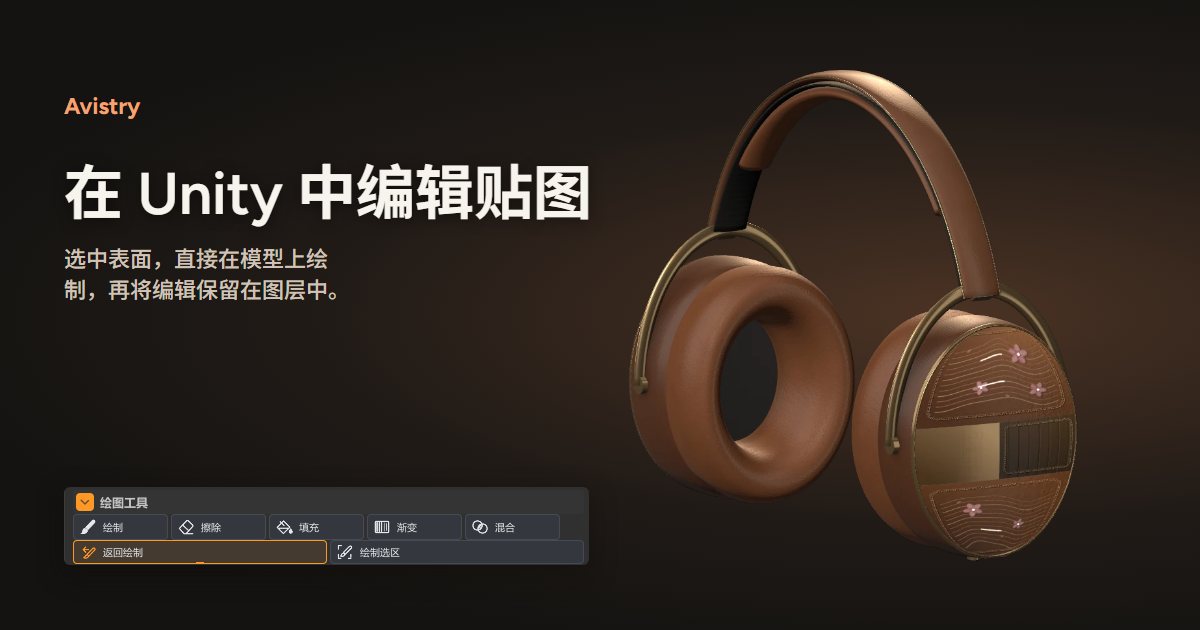 Avistry
在 Unity 中编辑贴图
选中表面，直接在模型上绘
制，再将编辑保留在图层中。
绘图工具
绘制 擦除 填充 渐变 混合
返回绘制 绘制选区